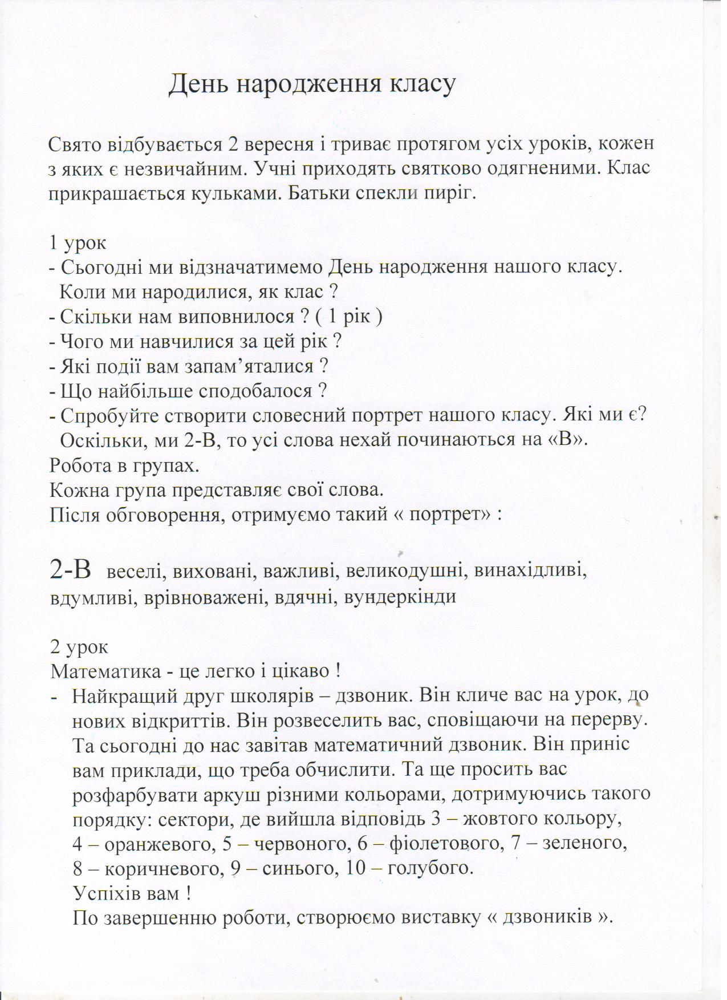 День народження класу
Свято відбувається 2 вересня і триває протягом усіх уроків, кожен
з яких є незвичайним. Учні приходять святково одягненими. Клас
прикрашається кульками. Батьки спекли пиріг.
1 урок
- Сьогодні ми відзначатимемо День народження нашого класу.
Коли ми народилися, як клас ?
- Скільки нам виповнилося ? ( 1 рік )
- Чого ми навчилися за цей рік ?
- Які події вам запам’яталися ?
- Що найбільше сподобалося ?
- Спробуйте створити словесний портрет нашого класу. Які ми є?
Оскільки, ми 2-В, то усі слова нехай починаються на «В».
Робота в групах.
Кожна група представляє свої слова.
Після обговорення, отримуємо такий « портрет» :
2-В веселі, виховані, важливі, великодушні, винахідливі,
вдумливі, врівноважені, вдячні, вундеркінди
2 урок
Математика - це легко і цікаво !
- Найкращий друг школярів – дзвоник. Він кличе вас на урок, до
нових відкриттів. Він розвеселить вас, сповіщаючи на перерву.
Та сьогодні до нас завітав математичний дзвоник. Він приніс
вам приклади, що треба обчислити. Та ще просить вас
розфарбувати аркуш різними кольорами, дотримуючись такого
порядку: сектори, де вийшла відповідь 3 – жовтого кольору,
4 – оранжевого, 5 – червоного, 6 – фіолетового, 7 – зеленого,
8 – коричневого, 9 – синього, 10 – голубого.
Успіхів вам !
По завершенню роботи, створюємо виставку « дзвоників ».